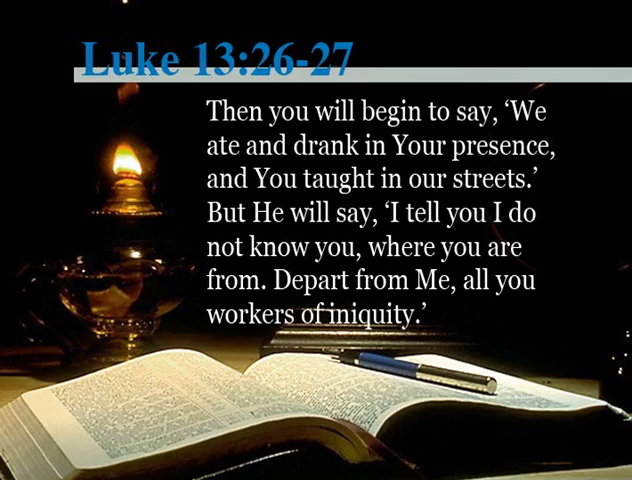 Luke 13:26-27
Then you will begin to say, ‘We
ate and drank in Your presence,
and You taught in our streets.’
But He will say, ‘I tell you I do
not know you, where you are
from. Depart from Me, all you
workers of iniquity.’